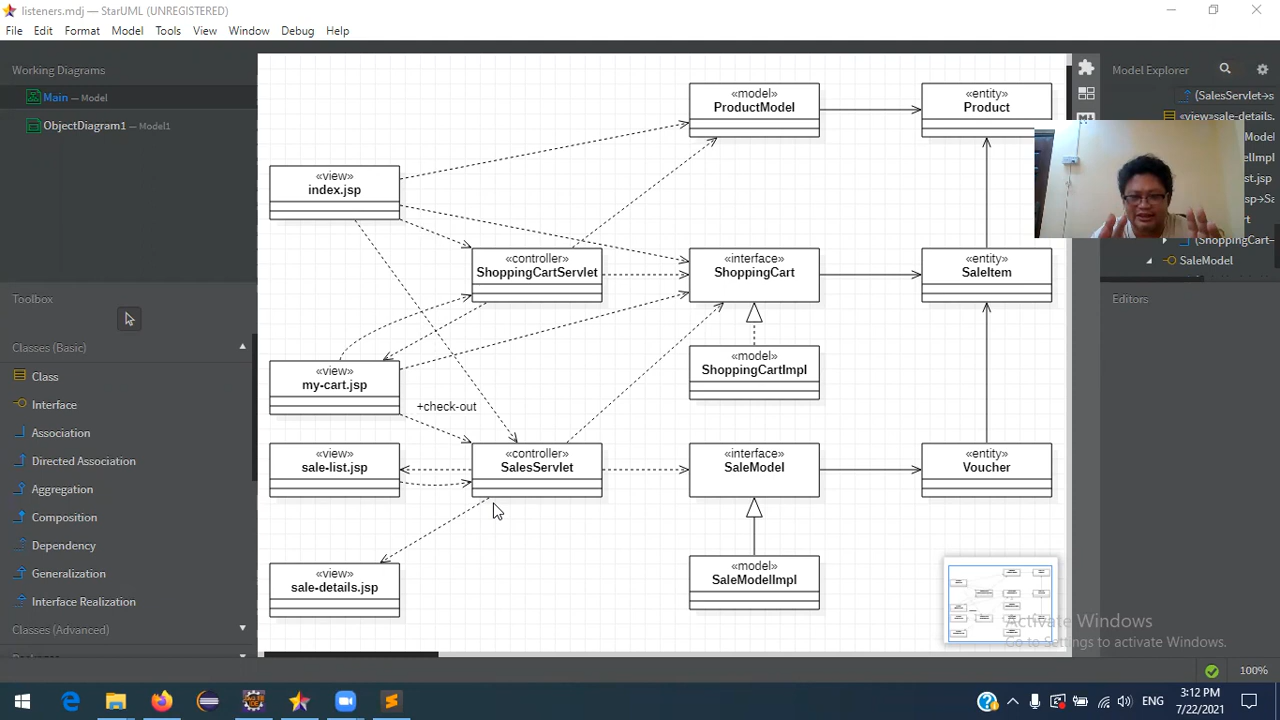 listeners.mdj — StarUML (UNREGISTERED)
File Edit Format Model Tools View Window Debug Help
Working Diagrams
Main — Model
ObjectDiagram1 — Model1
Toolbox
Classes (Basic)
Class
Interface
Association
Directed Association
Aggregation
Composition
Dependency
Generalization
Interface Realization
Classes (Advanced)
«model»
ProductModel
«entity»
Product
«view»
index.jsp
«controller»
ShoppingCartServlet
«interface»
ShoppingCart
«entity»
SaleItem
«view»
my-cart.jsp
«model»
ShoppingCartImpl
+check-out
«view»
sale-list.jsp
«controller»
SalesServlet
«interface»
SaleModel
«entity»
Voucher
«view»
sale-details.jsp
«model»
SaleModelImpl
Model Explorer
(SalesServlet→s
«view»sale-details.
SaleModel
Editors
Activate Windows
Go to Settings to activate Windows.
100%
ENG
3:12 PM
7/22/2021